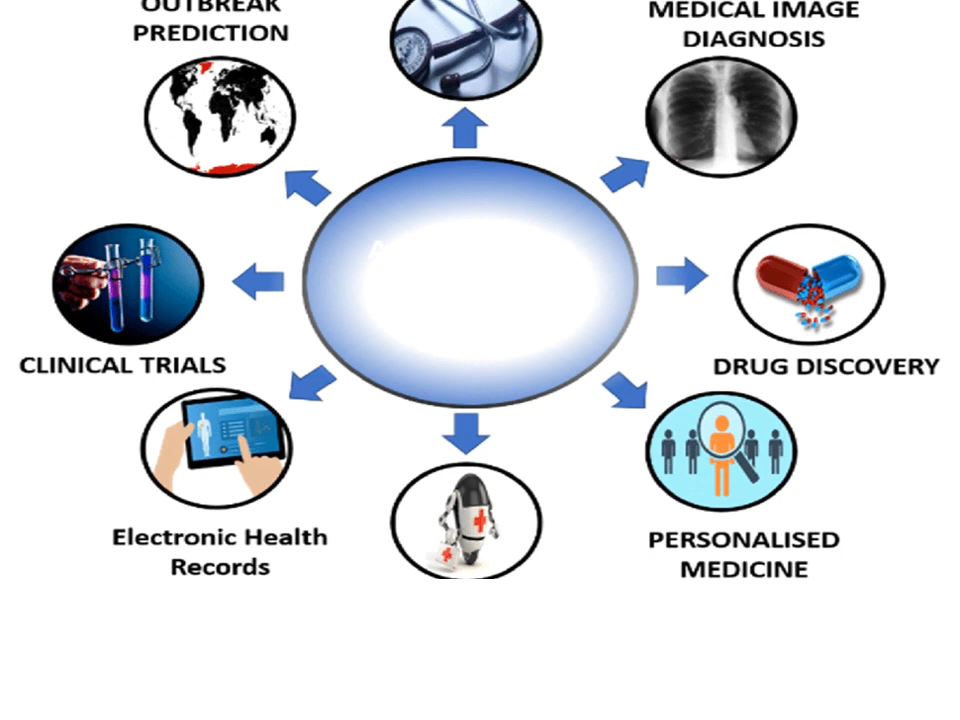 OUTBREAK
PREDICTION
MEDICAL IMAGE
DIAGNOSIS
CLINICAL TRIALS
DRUG DISCOVERY
Electronic Health
Records
PERSONALISED
MEDICINE